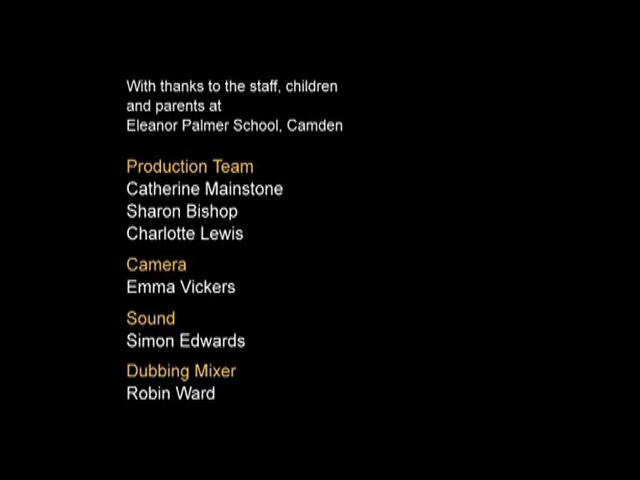 With thanks to the staff, children
and parents at
Eleanor Palmer School, Camden
Production Team
Catherine Mainstone
Sharon Bishop
Charlotte Lewis
Camera
Emma Vickers
Sound
Simon Edwards
Dubbing Mixer
Robin Ward